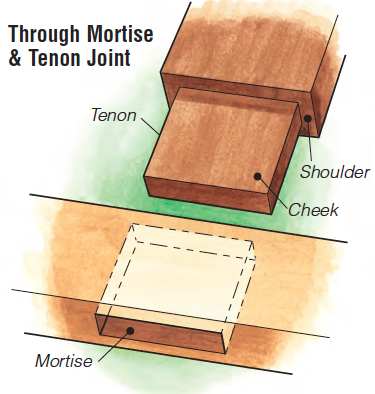 Through Mortise
& Tenon Joint
Tenon
Shoulder
Cheek
Mortise